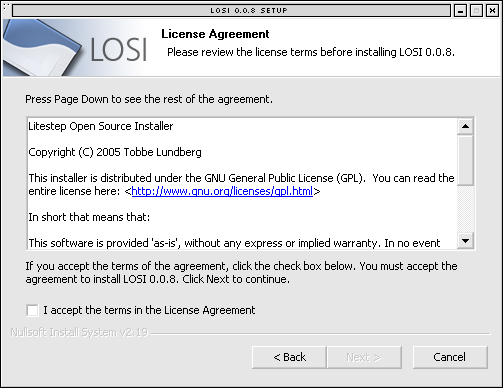 LOSI 0.0.8 SETUP
LOSI
License Agreement
Please review the license terms before installing LOSI 0.0.8.
Press Page Down to see the rest of the agreement.
Litestep Open Source Installer
Copyright (C) 2005 Tobbe Lundberg
This installer is distributed under the GNU General Public License (GPL).  You can read the
entire license here: <http://www.gnu.org/licenses/gpl.html>
In short that means that:
This software is provided 'as-is', without any express or implied warranty. In no event
If you accept the terms of the agreement, click the check box below. You must accept the
agreement to install LOSI 0.0.8. Click Next to continue.
I accept the terms in the License Agreement
Nullsoft Install System v2.19
< Back
Next >
Cancel